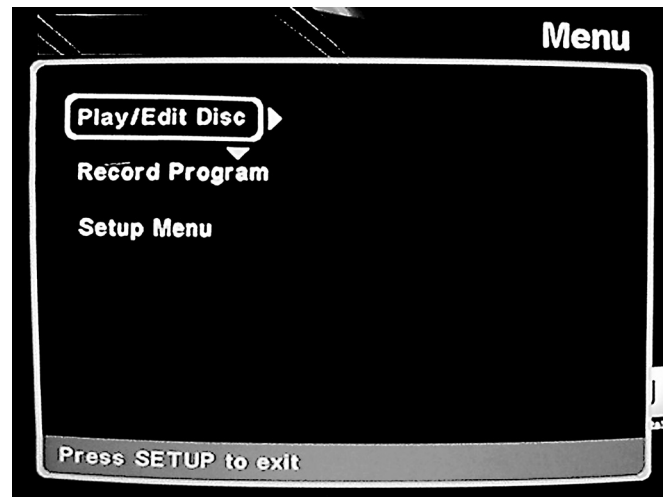 Menu
Play/Edit Disc
Record Program
Setup Menu
Press SETUP to exit